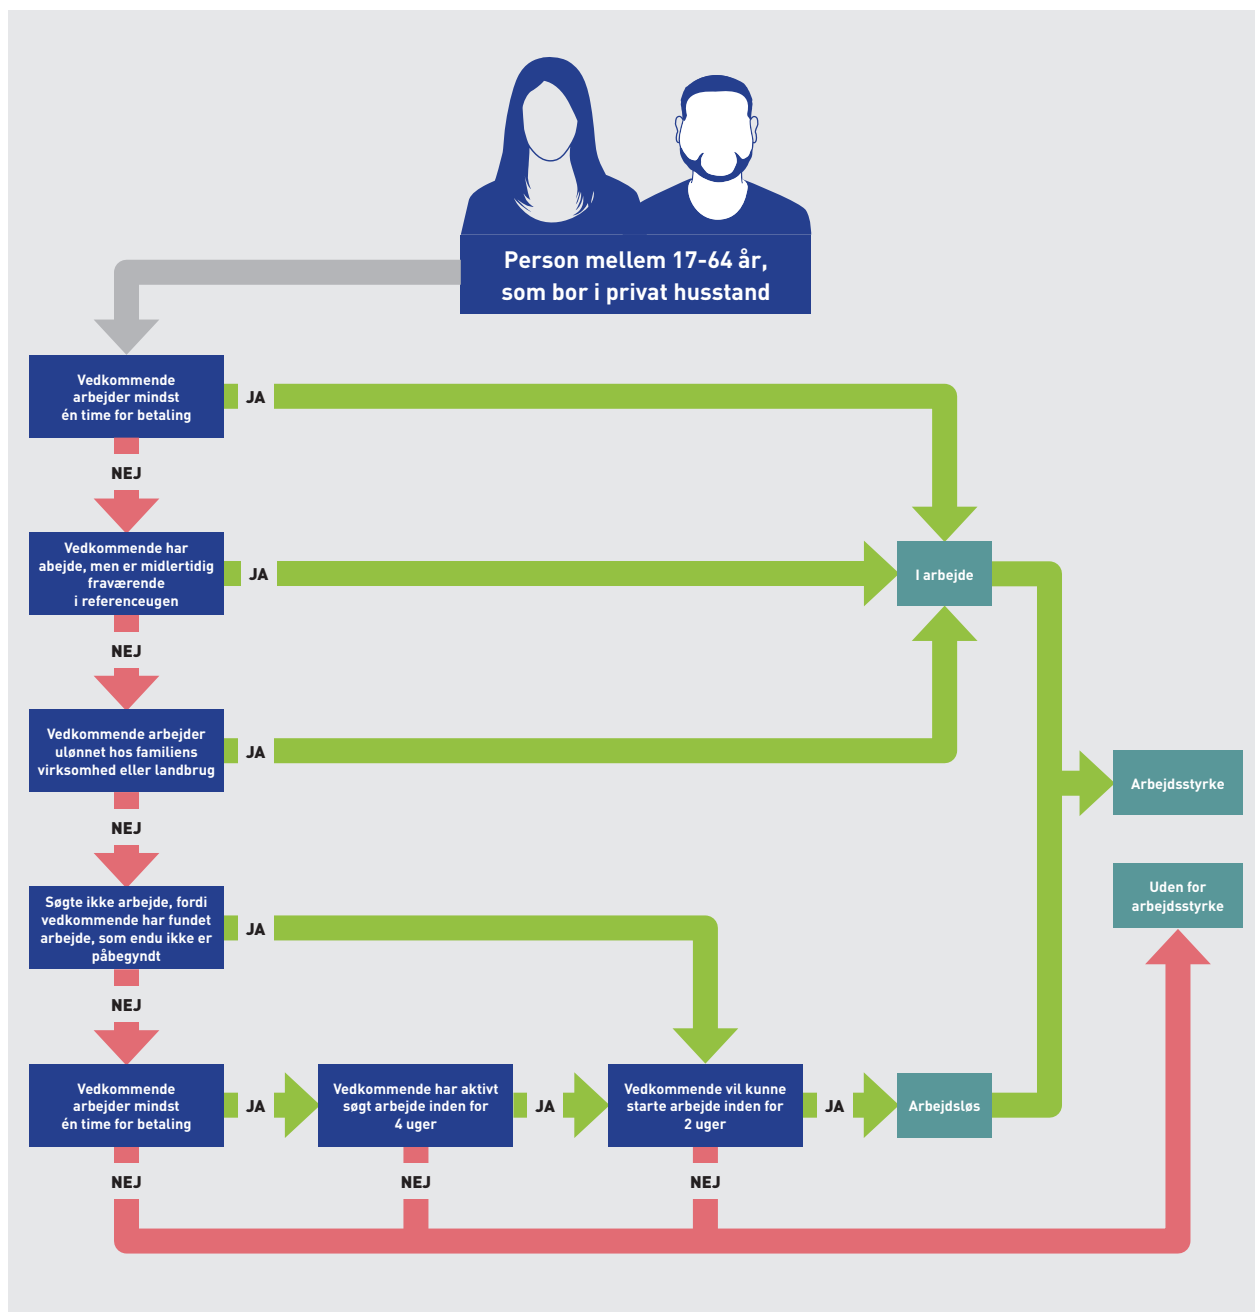 Person mellem 17-64 år,
som bor i privat husstand
Vedkommende
arbejder mindst
én time for betaling
JA
NEJ
Vedkommende har
abejde, men er midlertidig
fraværende
i referenceugen
JA
I arbejde
NEJ
Vedkommende arbejder
ulønnet hos familiens
virksomhed eller landbrug
JA
Arbejdsstyrke
NEJ
Uden for
arbejdsstyrke
Søgte ikke arbejde, fordi
vedkommende har fundet
arbejde, som endu ikke er
påbegyndt
JA
NEJ
Vedkommende
arbejder mindst
én time for betaling
JA
Vedkommende har aktivt
søgt arbejde inden for
4 uger
JA
Vedkommende vil kunne
starte arbejde inden for
2 uger
JA
Arbejdsløs
NEJ
NEJ
NEJ